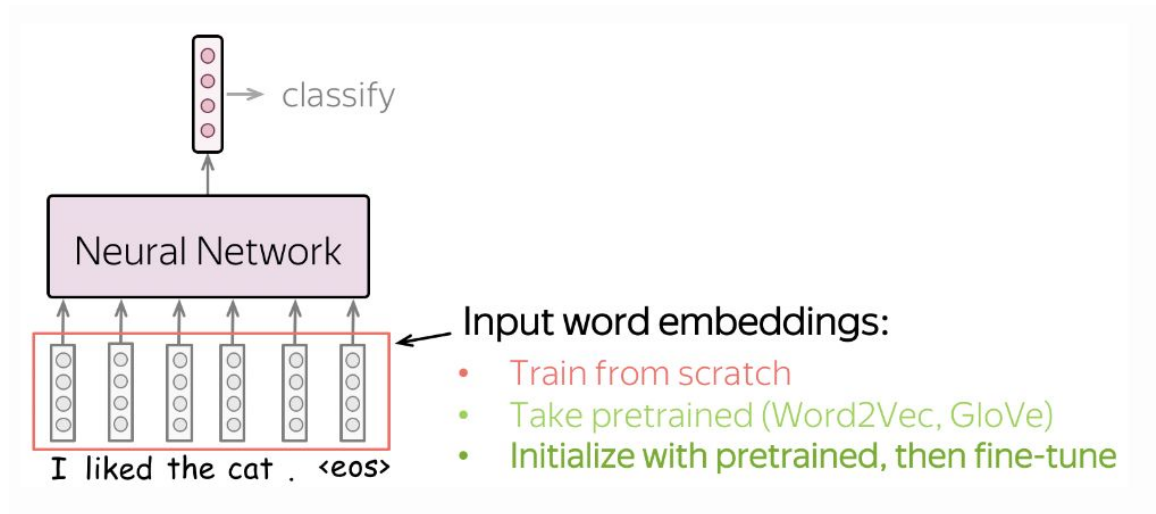 classify
Neural Network
Input word embeddings:
• Train from scratch
• Take pretrained (Word2Vec, GloVe)
• Initialize with pretrained, then fine-tune
I liked the cat . <eos>